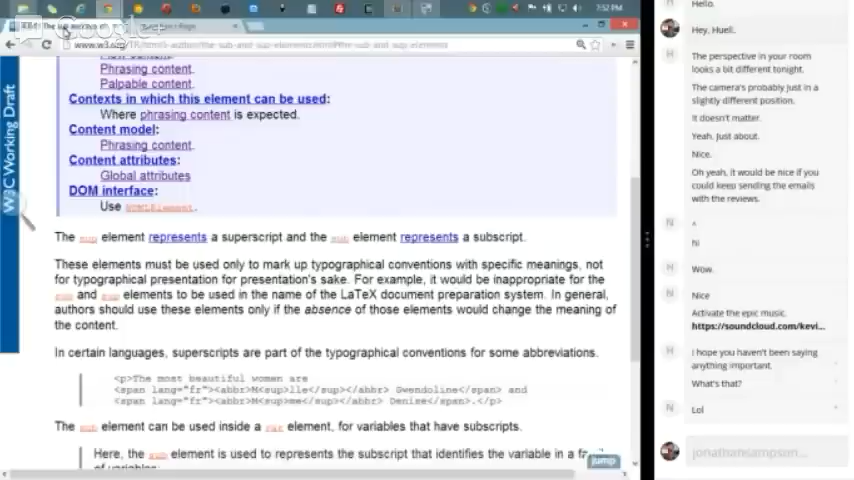 7:52 PM
Google+
Phrasing content.
Palpable content.
Contexts in which this element can be used:
Where phrasing content is expected.
Content model:
Phrasing content.
Content attributes:
Global attributes
DOM interface:
Use HTMLElement.
W3C Working Draft
The sup element represents a superscript and the sub element represents a subscript.
These elements must be used only to mark up typographical conventions with specific meanings, not
for typographical presentation for presentation's sake. For example, it would be inappropriate for the
and elements to be used in the name of the LaTeX document preparation system. In general,
authors should use these elements only if the absence of those elements would change the meaning of
the content.
In certain languages, superscripts are part of the typographical conventions for some abbreviations.
<p>The most beautiful women are
<span lang="fr"><abbr>M<sup>lle</sup></abbr> Gwendoline</span> and
<span lang="fr"><abbr>M<sup>me</sup></abbr> Denise</span>.</p>
The sub element can be used inside a var element, for variables that have subscripts.
Here, the sub element is used to represents the subscript that identifies the variable in a
of variables:
jump
Hello.
Hey, Huell.
The perspective in your room
looks a bit different tonight.
The camera's probably just in a
slightly different position.
It doesn't matter.
Yeah. Just about.
Nice.
Oh yeah, it would be nice if you
could keep sending the emails
with the reviews.
N ^
hi
N Wow.
N Nice
Activate the epic music.
https://soundcloud.com/kevi...
N I hope you haven't been saying
anything important.
What's that?
N Lol
jonathansampson...